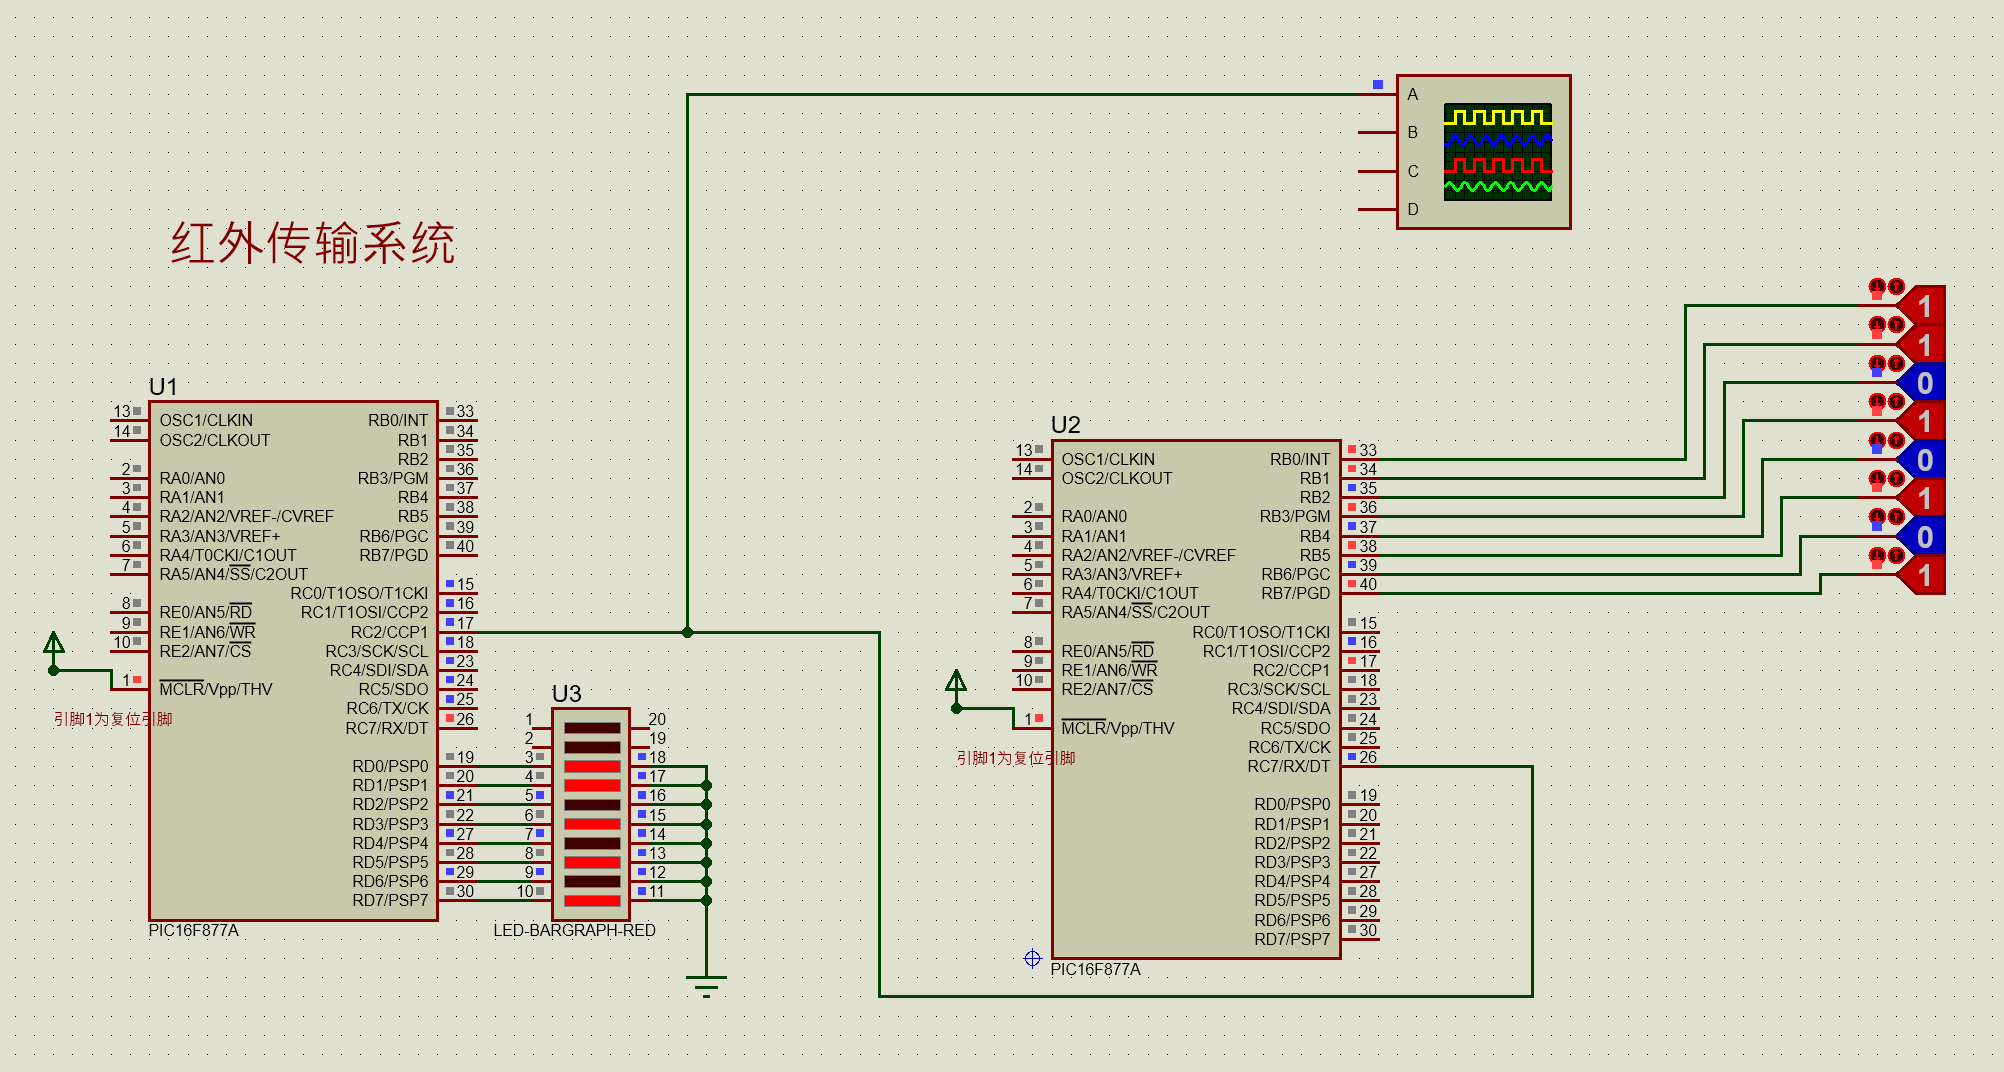 A
B
C
D
红外传输系统
1
1
0
1
0
1
0
1
U1
13 OSC1/CLKIN
14 OSC2/CLKOUT
2 RA0/AN0
3 RA1/AN1
4 RA2/AN2/VREF-/CVREF
5 RA3/AN3/VREF+
6 RA4/T0CKI/C1OUT
7 RA5/AN4/SS/C2OUT
8 RE0/AN5/RD
9 RE1/AN6/WR
10 RE2/AN7/CS
1 MCLR/Vpp/THV
RB0/INT 33
RB1 34
RB2 35
RB3/PGM 36
RB4 37
RB5 38
RB6/PGC 39
RB7/PGD 40
RC0/T1OSO/T1CKI 15
RC1/T1OSI/CCP2 16
RC2/CCP1 17
RC3/SCK/SCL 18
RC4/SDI/SDA 23
RC5/SDO 24
RC6/TX/CK 25
RC7/RX/DT 26
RD0/PSP0 19
RD1/PSP1 20
RD2/PSP2 21
RD3/PSP3 22
RD4/PSP4 27
RD5/PSP5 28
RD6/PSP6 29
RD7/PSP7 30
PIC16F877A
引脚1为复位引脚
U3
1 20
2 19
3 18
4 17
5 16
6 15
7 14
8 13
9 12
10 11
LED-BARGRAPH-RED
U2
13 OSC1/CLKIN
14 OSC2/CLKOUT
2 RA0/AN0
3 RA1/AN1
4 RA2/AN2/VREF-/CVREF
5 RA3/AN3/VREF+
6 RA4/T0CKI/C1OUT
7 RA5/AN4/SS/C2OUT
8 RE0/AN5/RD
9 RE1/AN6/WR
10 RE2/AN7/CS
1 MCLR/Vpp/THV
RB0/INT 33
RB1 34
RB2 35
RB3/PGM 36
RB4 37
RB5 38
RB6/PGC 39
RB7/PGD 40
RC0/T1OSO/T1CKI 15
RC1/T1OSI/CCP2 16
RC2/CCP1 17
RC3/SCK/SCL 18
RC4/SDI/SDA 23
RC5/SDO 24
RC6/TX/CK 25
RC7/RX/DT 26
RD0/PSP0 19
RD1/PSP1 20
RD2/PSP2 21
RD3/PSP3 22
RD4/PSP4 27
RD5/PSP5 28
RD6/PSP6 29
RD7/PSP7 30
PIC16F877A
引脚1为复位引脚